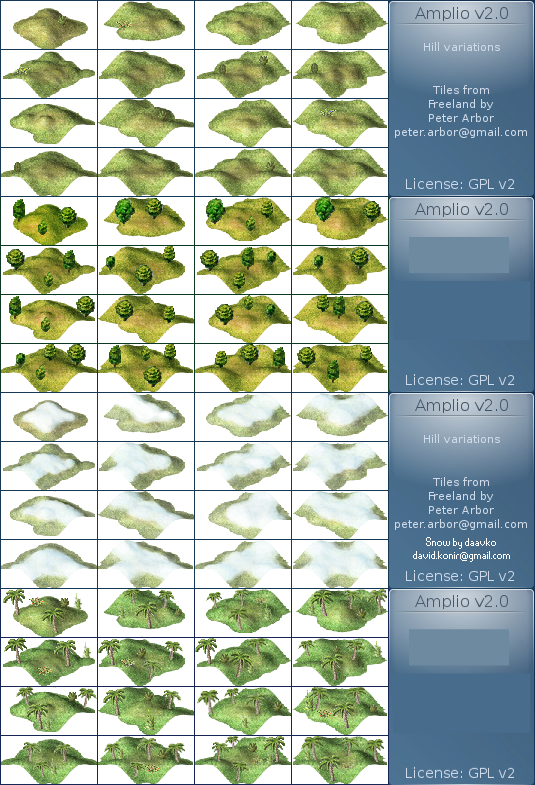 Amplio v2.0
Hill variations
Tiles from
Freeland by
Peter Arbor
peter.arbor@gmail.com
License: GPL v2
Amplio v2.0
License: GPL v2
Amplio v2.0
Hill variations
Tiles from
Freeland by
Peter Arbor
peter.arbor@gmail.com
Snow by daavko
david.konir@gmail.com
License: GPL v2
Amplio v2.0
License: GPL v2